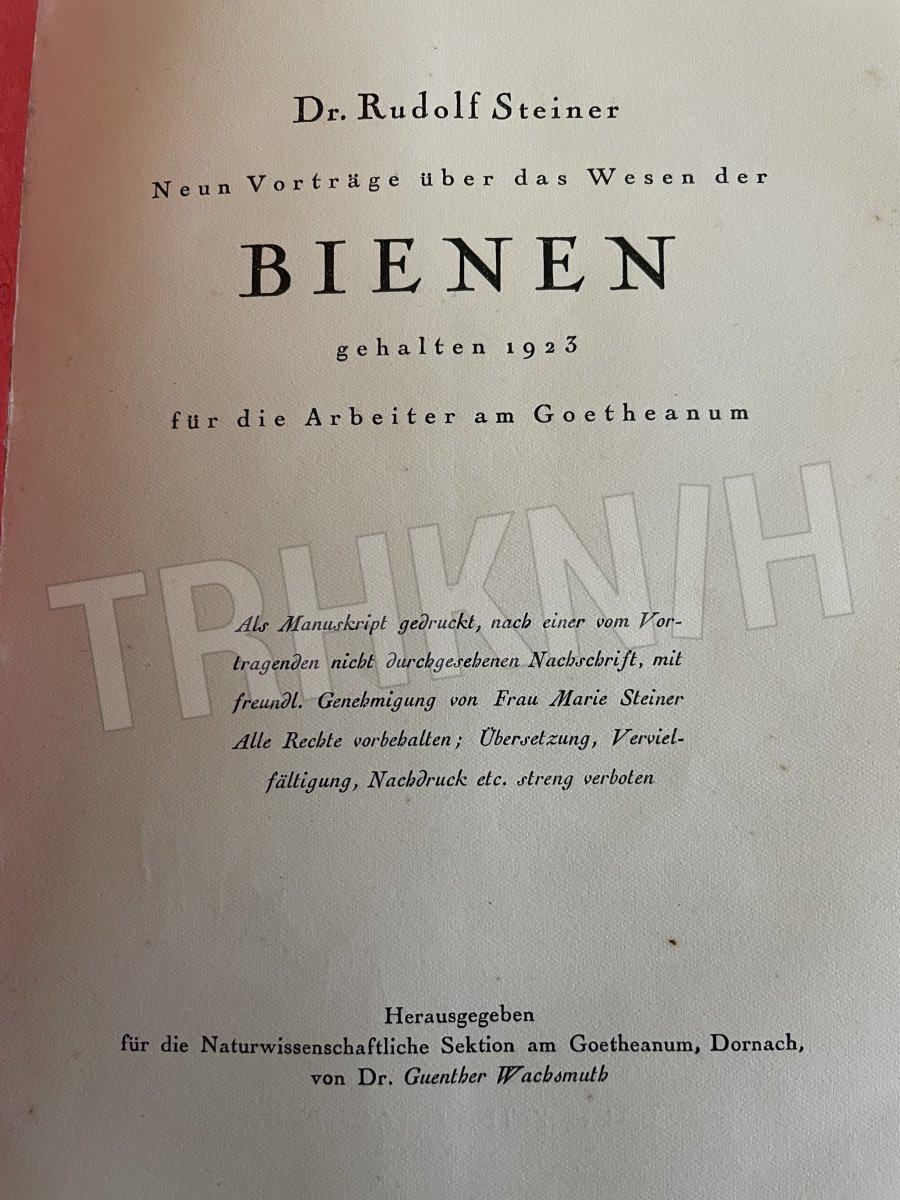 Dr. Rudolf Steiner
Neun Vorträge über das Wesen der
BIENEN
gehalten 1923
für die Arbeiter am Goetheanum
TRHKN/H
Als Manuskript gedruckt, nach einer vom Vor-
tragenden nicht durchgesehenen Nachschrift, mit
freundl. Genehmigung von Frau Marie Steiner
Alle Rechte vorbehalten; Übersetzung, Verviel-
fältigung, Nachdruck etc. streng verboten
Herausgegeben
für die Naturwissenschaftliche Sektion am Goetheanum, Dornach,
von Dr. Guenther Wachsmuth